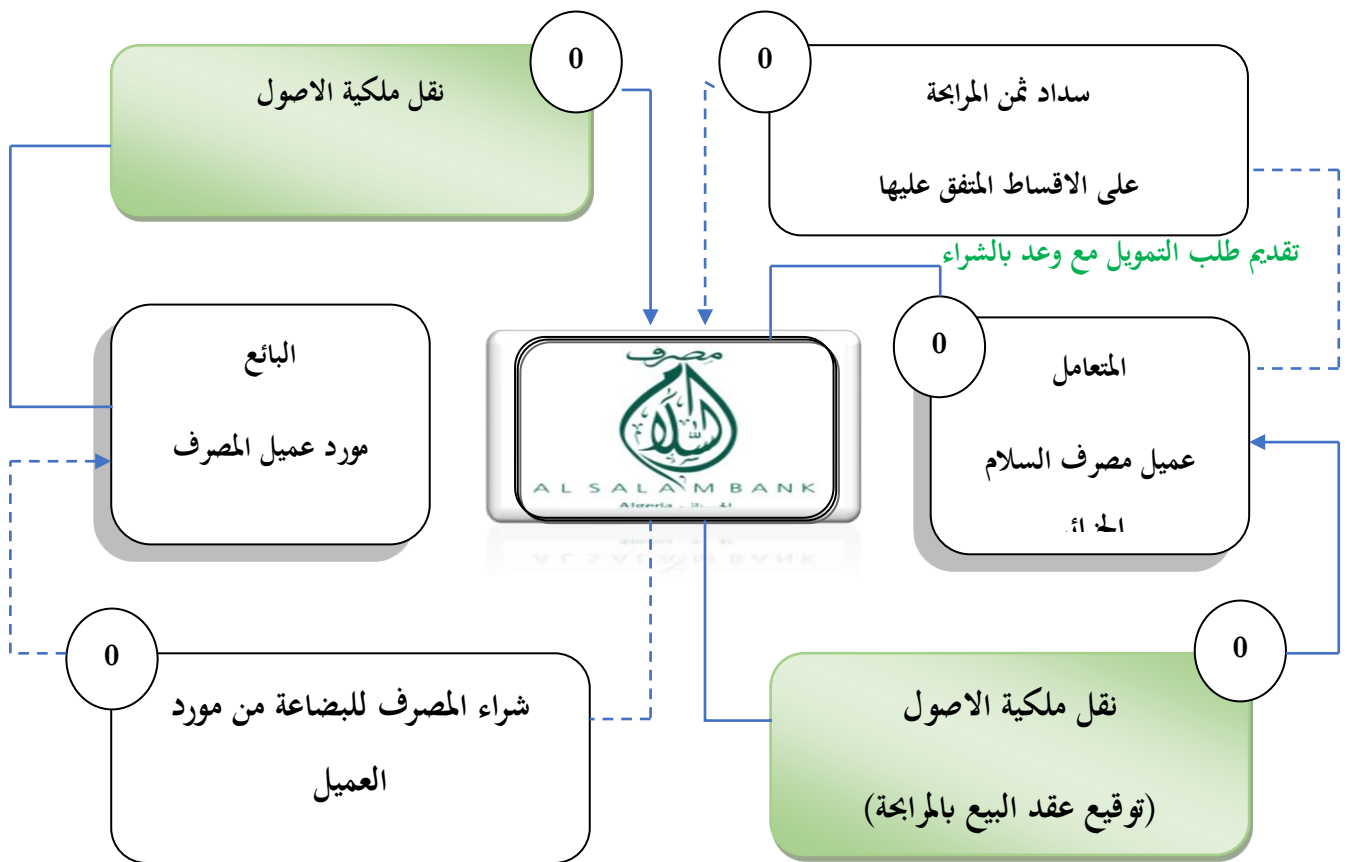 0
سداد ثمن المرابحة
على الاقساط المتفق عليها
0
نقل ملكية الاصول
تقديم طلب التمويل مع وعد بالشراء
0
المتعامل
عميل مصرف السلام
مصرف السلام
AL SALAM BANK
Algeria
البائع
مورد عميل المصرف
0
نقل ملكية الاصول
(توقيع عقد البيع بالمرابحة)
0
شراء المصرف للبضاعة من مورد
العميل